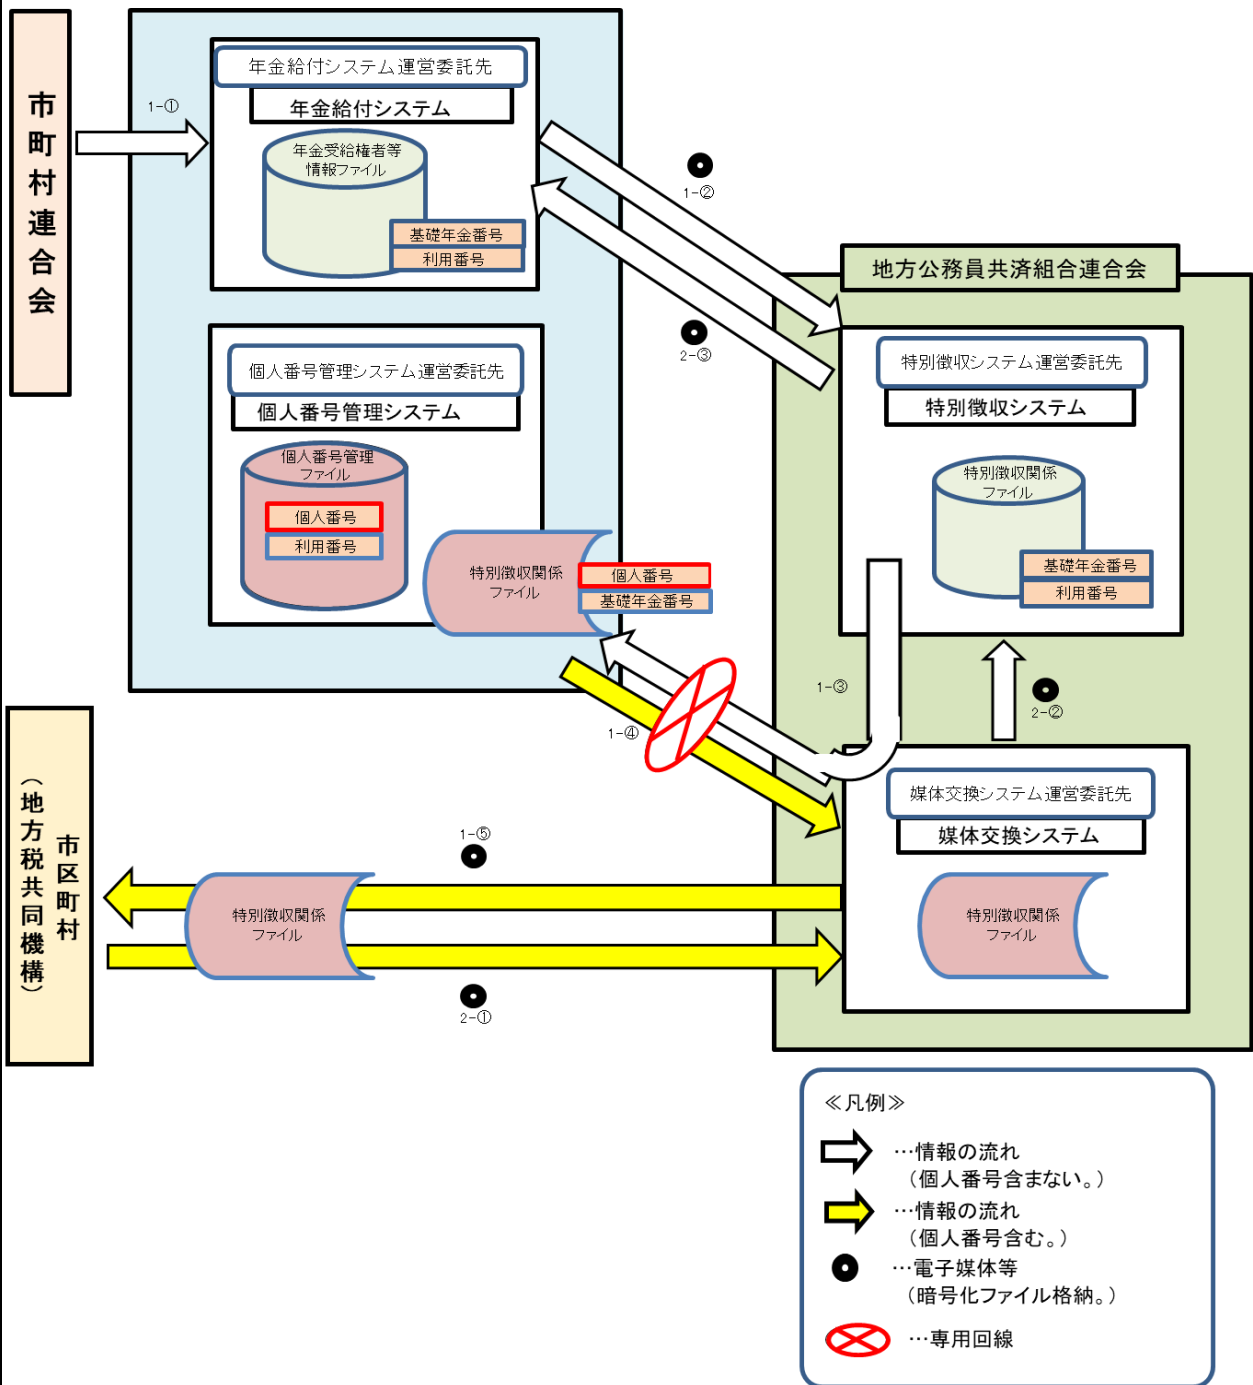 市町村連合会
1-①
年金給付システム運営委託先
年金給付システム
年金受給権者等
情報ファイル
基礎年金番号
利用番号
1-②
2-③
個人番号管理システム運営委託先
個人番号管理システム
個人番号管理
ファイル
個人番号
利用番号
特別徴収関係
ファイル
個人番号
基礎年金番号
地方公務員共済組合連合会
特別徴収システム運営委託先
特別徴収システム
特別徴収関係
ファイル
基礎年金番号
利用番号
1-③
2-②
1-④
媒体交換システム運営委託先
媒体交換システム
特別徴収関係
ファイル
市区町村
（地方税共同機構）
1-⑤
特別徴収関係
ファイル
2-①
≪凡例≫
…情報の流れ
（個人番号含まない。）
…情報の流れ
（個人番号含む。）
…電子媒体等
（暗号化ファイル格納。）
…専用回線